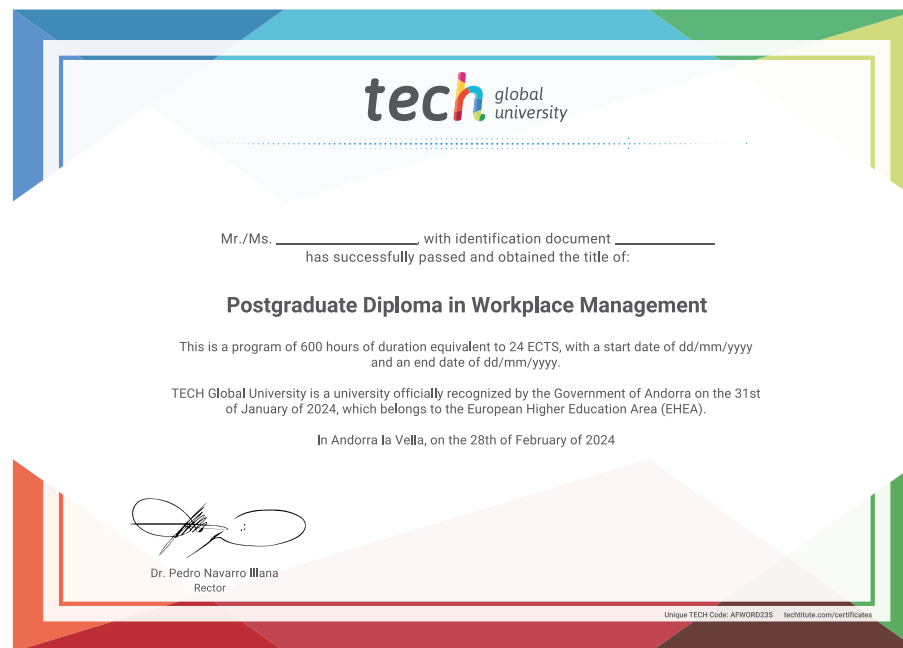 tech global
university
Mr./Ms. ________________, with identification document ____________
has successfully passed and obtained the title of:
Postgraduate Diploma in Workplace Management
This is a program of 600 hours of duration equivalent to 24 ECTS, with a start date of dd/mm/yyyy
and an end date of dd/mm/yyyy.
TECH Global University is a university officially recognized by the Government of Andorra on the 31st
of January of 2024, which belongs to the European Higher Education Area (EHEA).
In Andorra la Vella, on the 28th of February of 2024
Dr. Pedro Navarro Illana
Rector
Unique TECH Code: AFWORD23S techtitute.com/certificates